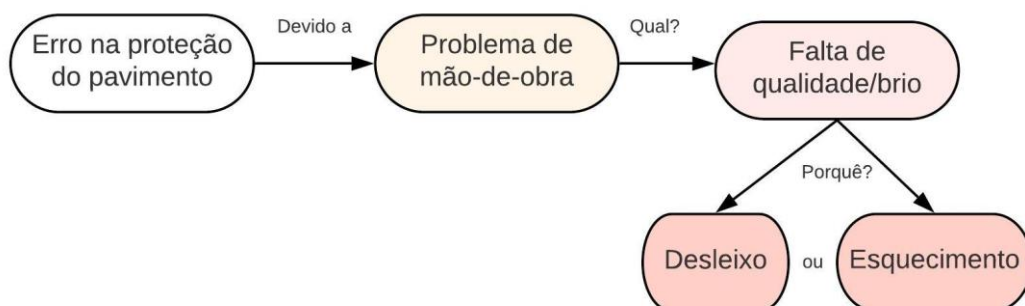 Erro na proteção
do pavimento
Devido a
Problema de
mão-de-obra
Qual?
Falta de
qualidade/brio
Porquê?
Desleixo
ou
Esquecimento